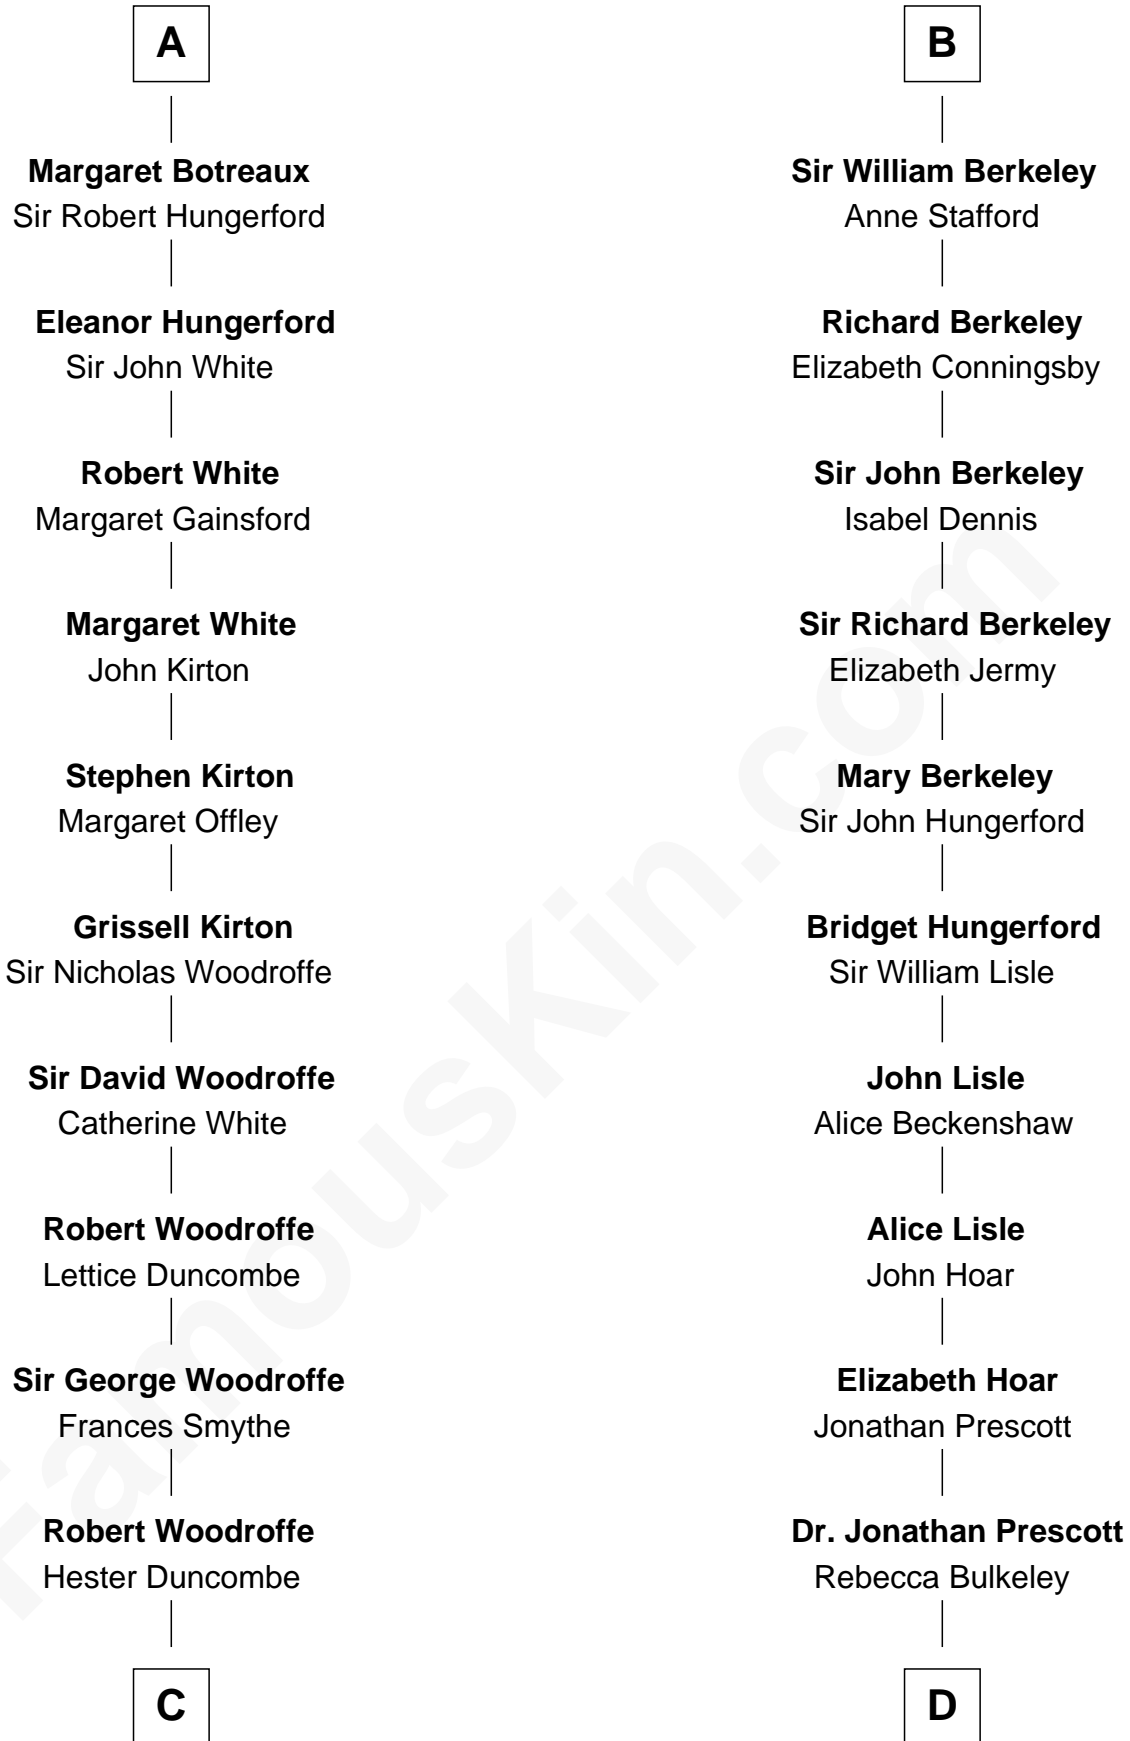 A
Margaret Botreaux
Sir Robert Hungerford
Eleanor Hungerford
Sir John White
Robert White
Margaret Gainsford
Margaret White
John Kirton
Stephen Kirton
Margaret Offley
Grissell Kirton
Sir Nicholas Woodroffe
Sir David Woodroffe
Catherine White
Robert Woodroffe
Lettice Duncombe
Sir George Woodroffe
Frances Smythe
Robert Woodroffe
Hester Duncombe
C
B
Sir William Berkeley
Anne Stafford
Richard Berkeley
Elizabeth Conningsby
Sir John Berkeley
Isabel Dennis
Sir Richard Berkeley
Elizabeth Jermy
Mary Berkeley
Sir John Hungerford
Bridget Hungerford
Sir William Lisle
John Lisle
Alice Beckenshaw
Alice Lisle
John Hoar
Elizabeth Hoar
Jonathan Prescott
Dr. Jonathan Prescott
Rebecca Bulkeley
D
FamousKin.com